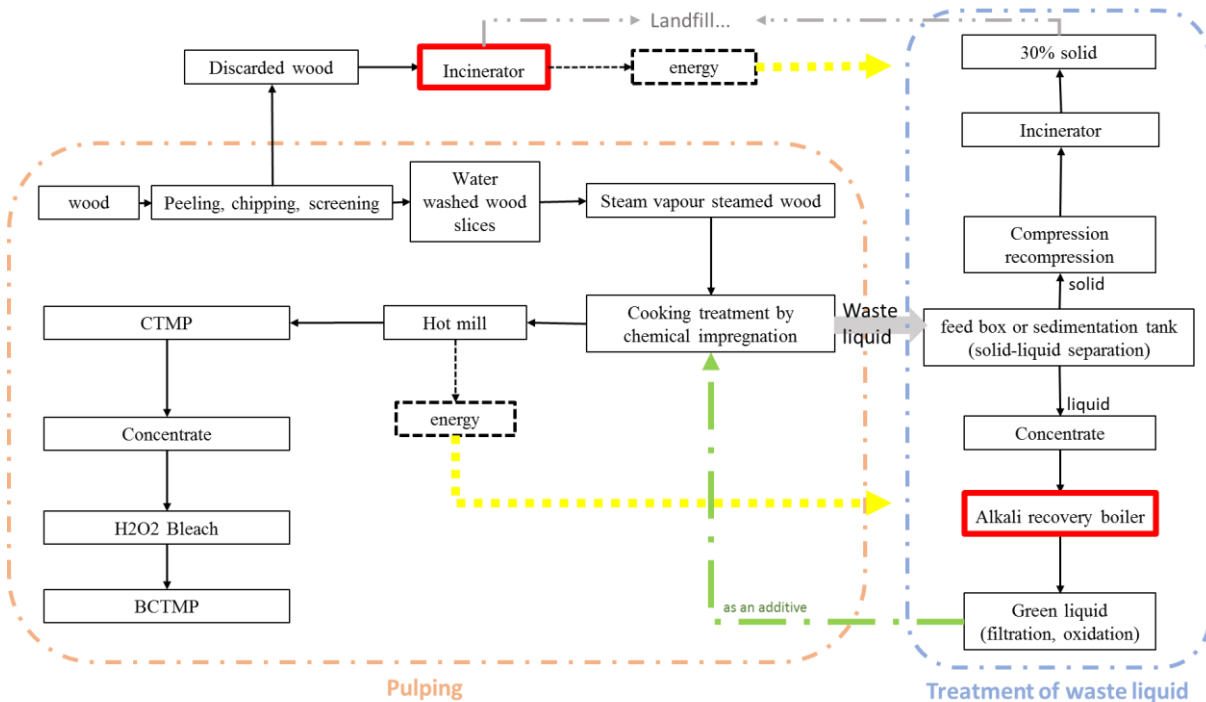 Landfill...
Discarded wood
Incinerator
energy
30% solid
Incinerator
wood
Peeling, chipping, screening
Water
washed wood
slices
Steam vapour steamed wood
Compression
recompression
solid
CTMP
Hot mill
Cooking treatment by
chemical impregnation
Waste
liquid
feed box or sedimentation tank
(solid-liquid separation)
liquid
energy
Concentrate
Concentrate
H2O2 Bleach
Alkali recovery boiler
BCTMP
as an additive
Green liquid
(filtration, oxidation)
Pulping
Treatment of waste liquid